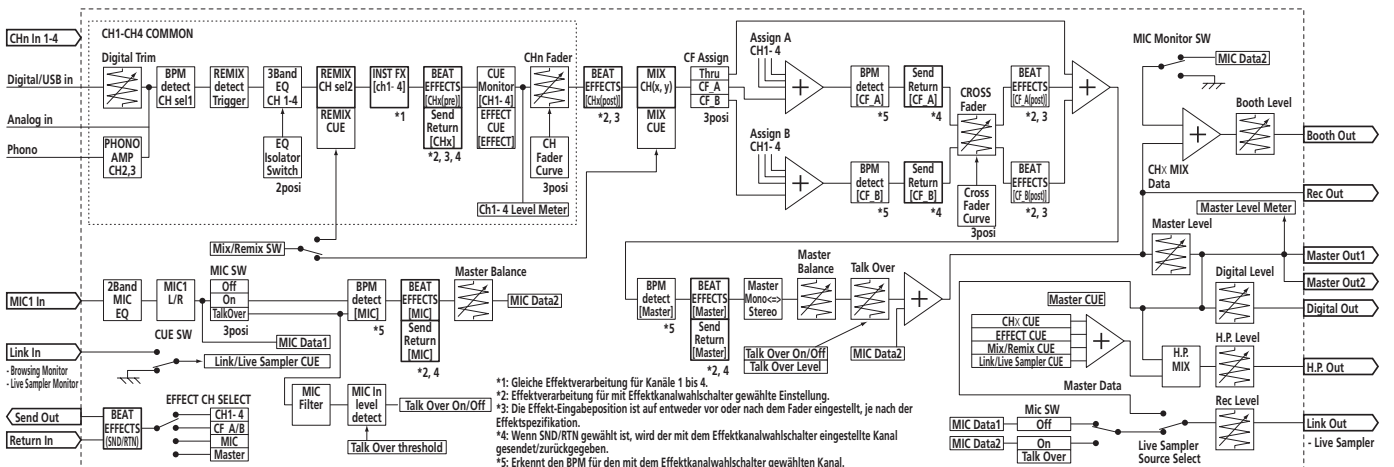 CHn In 1-4
CH1-CH4 COMMON
Digital/USB in
Analog in
Phono
Digital Trim
PHONO
AMP
CH2,3
BPM
detect
CH sel1
REMIX
detect
Trigger
3Band
EQ
CH 1-4
EQ
Isolator
Switch
2posi
REMIX
CH sel2
REMIX
CUE
INST FX
[ch1- 4]
*1
BEAT
EFFECTS
[CHx(pre)]
Send
Return
[CHx]
*2, 3, 4
CUE
Monitor
[CH1- 4]
EFFECT
CUE
[EFFECT]
CHn Fader
CH
Fader
Curve
3posi
Ch1- 4 Level Meter
BEAT
EFFECTS
[CHx(post)]
*2, 3
MIX
CH(x, y)
MIX
CUE
CF Assign
Thru
CF_A
CF_B
3posi
Assign A
CH1- 4
Assign B
CH1- 4
BPM
detect
[CF_A]
*5
Send
Return
[CF_A]
*4
BPM
detect
[CF_B]
*5
Send
Return
[CF_B]
*4
CROSS
Fader
Cross
Fader
Curve
3posi
BEAT
EFFECTS
[CF_A(post)]
*2, 3
BEAT
EFFECTS
[CF_B(post)]
*2, 3
MIC Monitor SW
MIC Data2
CHX MIX
Data
Booth Level
Booth Out
Rec Out
Master Level Meter
Master Level
Master Out1
Master Out2
Digital Level
Digital Out
Mix/Remix SW
MIC1 In
2Band
MIC
EQ
MIC1
L/R
MIC SW
Off
On
TalkOver
3posi
MIC Data1
BPM
detect
[MIC]
*5
BEAT
EFFECTS
[MIC]
Send
Return
[MIC]
*2, 4
Master Balance
MIC Data2
BPM
detect
[Master]
*5
BEAT
EFFECTS
[Master]
Send
Return
[Master]
*2, 4
Master
Mono<=>
Stereo
Master
Balance
Talk Over
Talk Over On/Off
Talk Over Level
MIC Data2
Master CUE
CHX CUE
EFFECT CUE
Mix/Remix CUE
Link/Live Sampler CUE
H.P.
MIX
H.P. Level
H.P. Out
Link In
- Browsing Monitor
- Live Sampler Monitor
CUE SW
Link/Live Sampler CUE
MIC
Filter
MIC In
level
detect
Talk Over On/Off
Talk Over threshold
Send Out
Return In
BEAT
EFFECTS
(SND/RTN)
EFFECT CH SELECT
CH1- 4
CF_A/B
MIC
Master
*1: Gleiche Effektverarbeitung für Kanäle 1 bis 4.
*2: Effektverarbeitung für mit Effektkanalwahlschalter gewählte Einstellung.
*3: Die Effekt-Eingabeposition ist auf entweder vor oder nach dem Fader eingestellt, je nach der
Effektspezifikation.
*4: Wenn SND/RTN gewählt ist, wird der mit dem Effektkanalwahlschalter eingestellte Kanal
gesendet/zurückgegeben.
*5: Erkennt den BPM für den mit dem Effektkanalwahlschalter gewählten Kanal.
Master Data
MIC Data1
MIC Data2
Mic SW
Off
On
Talk Over
Live Sampler
Source Select
Rec Level
Link Out
- Live Sampler